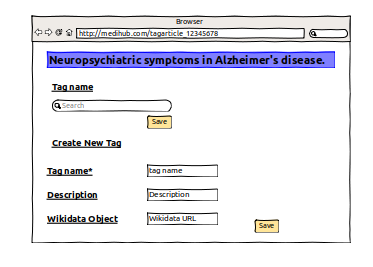 Browser
http://medihub.com/tagarticle_12345678
Neuropsychiatric symptoms in Alzheimer's disease.
Tag name
Search
Save
Create New Tag
Tag name* tag name
Description Description
Wikidata Object Wikidata URL
Save